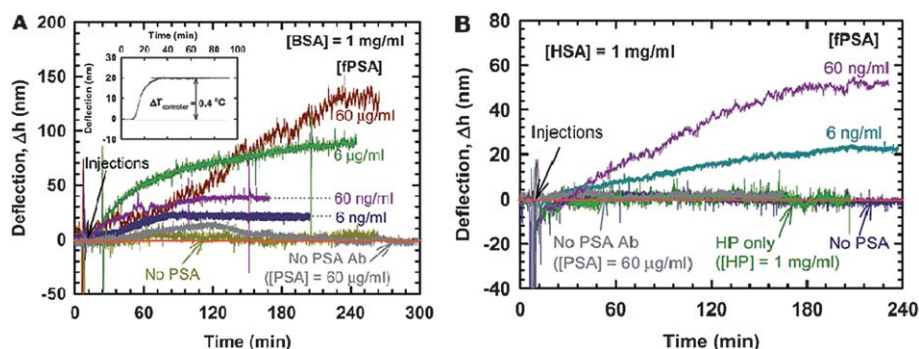 A
Time (min)
0 20 40 60 80 100
30
20
10
0
-10
Deflection (nm)
ΔTcontroler = 0.4 °C
[BSA] = 1 mg/ml
[fPSA]
60 µg/ml
6 µg/ml
60 ng/ml
6 ng/ml
Injections
No PSA
No PSA Ab
([PSA] = 60 µg/ml)
200
150
100
50
0
-50
Deflection, Δh (nm)
0 60 120 180 240 300
Time (min)
B
[HSA] = 1 mg/ml
[fPSA]
60 ng/ml
6 ng/ml
Injections
No PSA Ab
([PSA] = 60 µg/ml)
HP only
([HP] = 1 mg/ml)
No PSA
80
60
40
20
0
-20
-40
Deflection, Δh (nm)
0 60 120 180 240
Time (min)